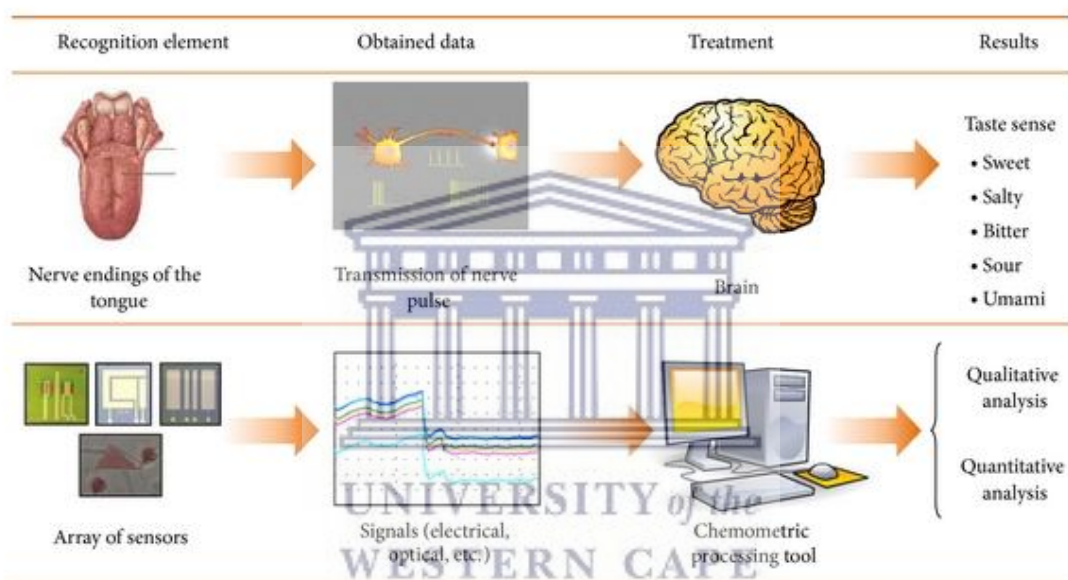 Recognition element
Obtained data
Treatment
Results
Nerve endings of the
tongue
Transmission of nerve
pulse
Brain
Taste sense
• Sweet
• Salty
• Bitter
• Sour
• Umami
Array of sensors
Signals (electrical,
optical, etc.)
Chemometric
processing tool
Qualitative
analysis
Quantitative
analysis
UNIVERSITY of the
WESTERN CAPE